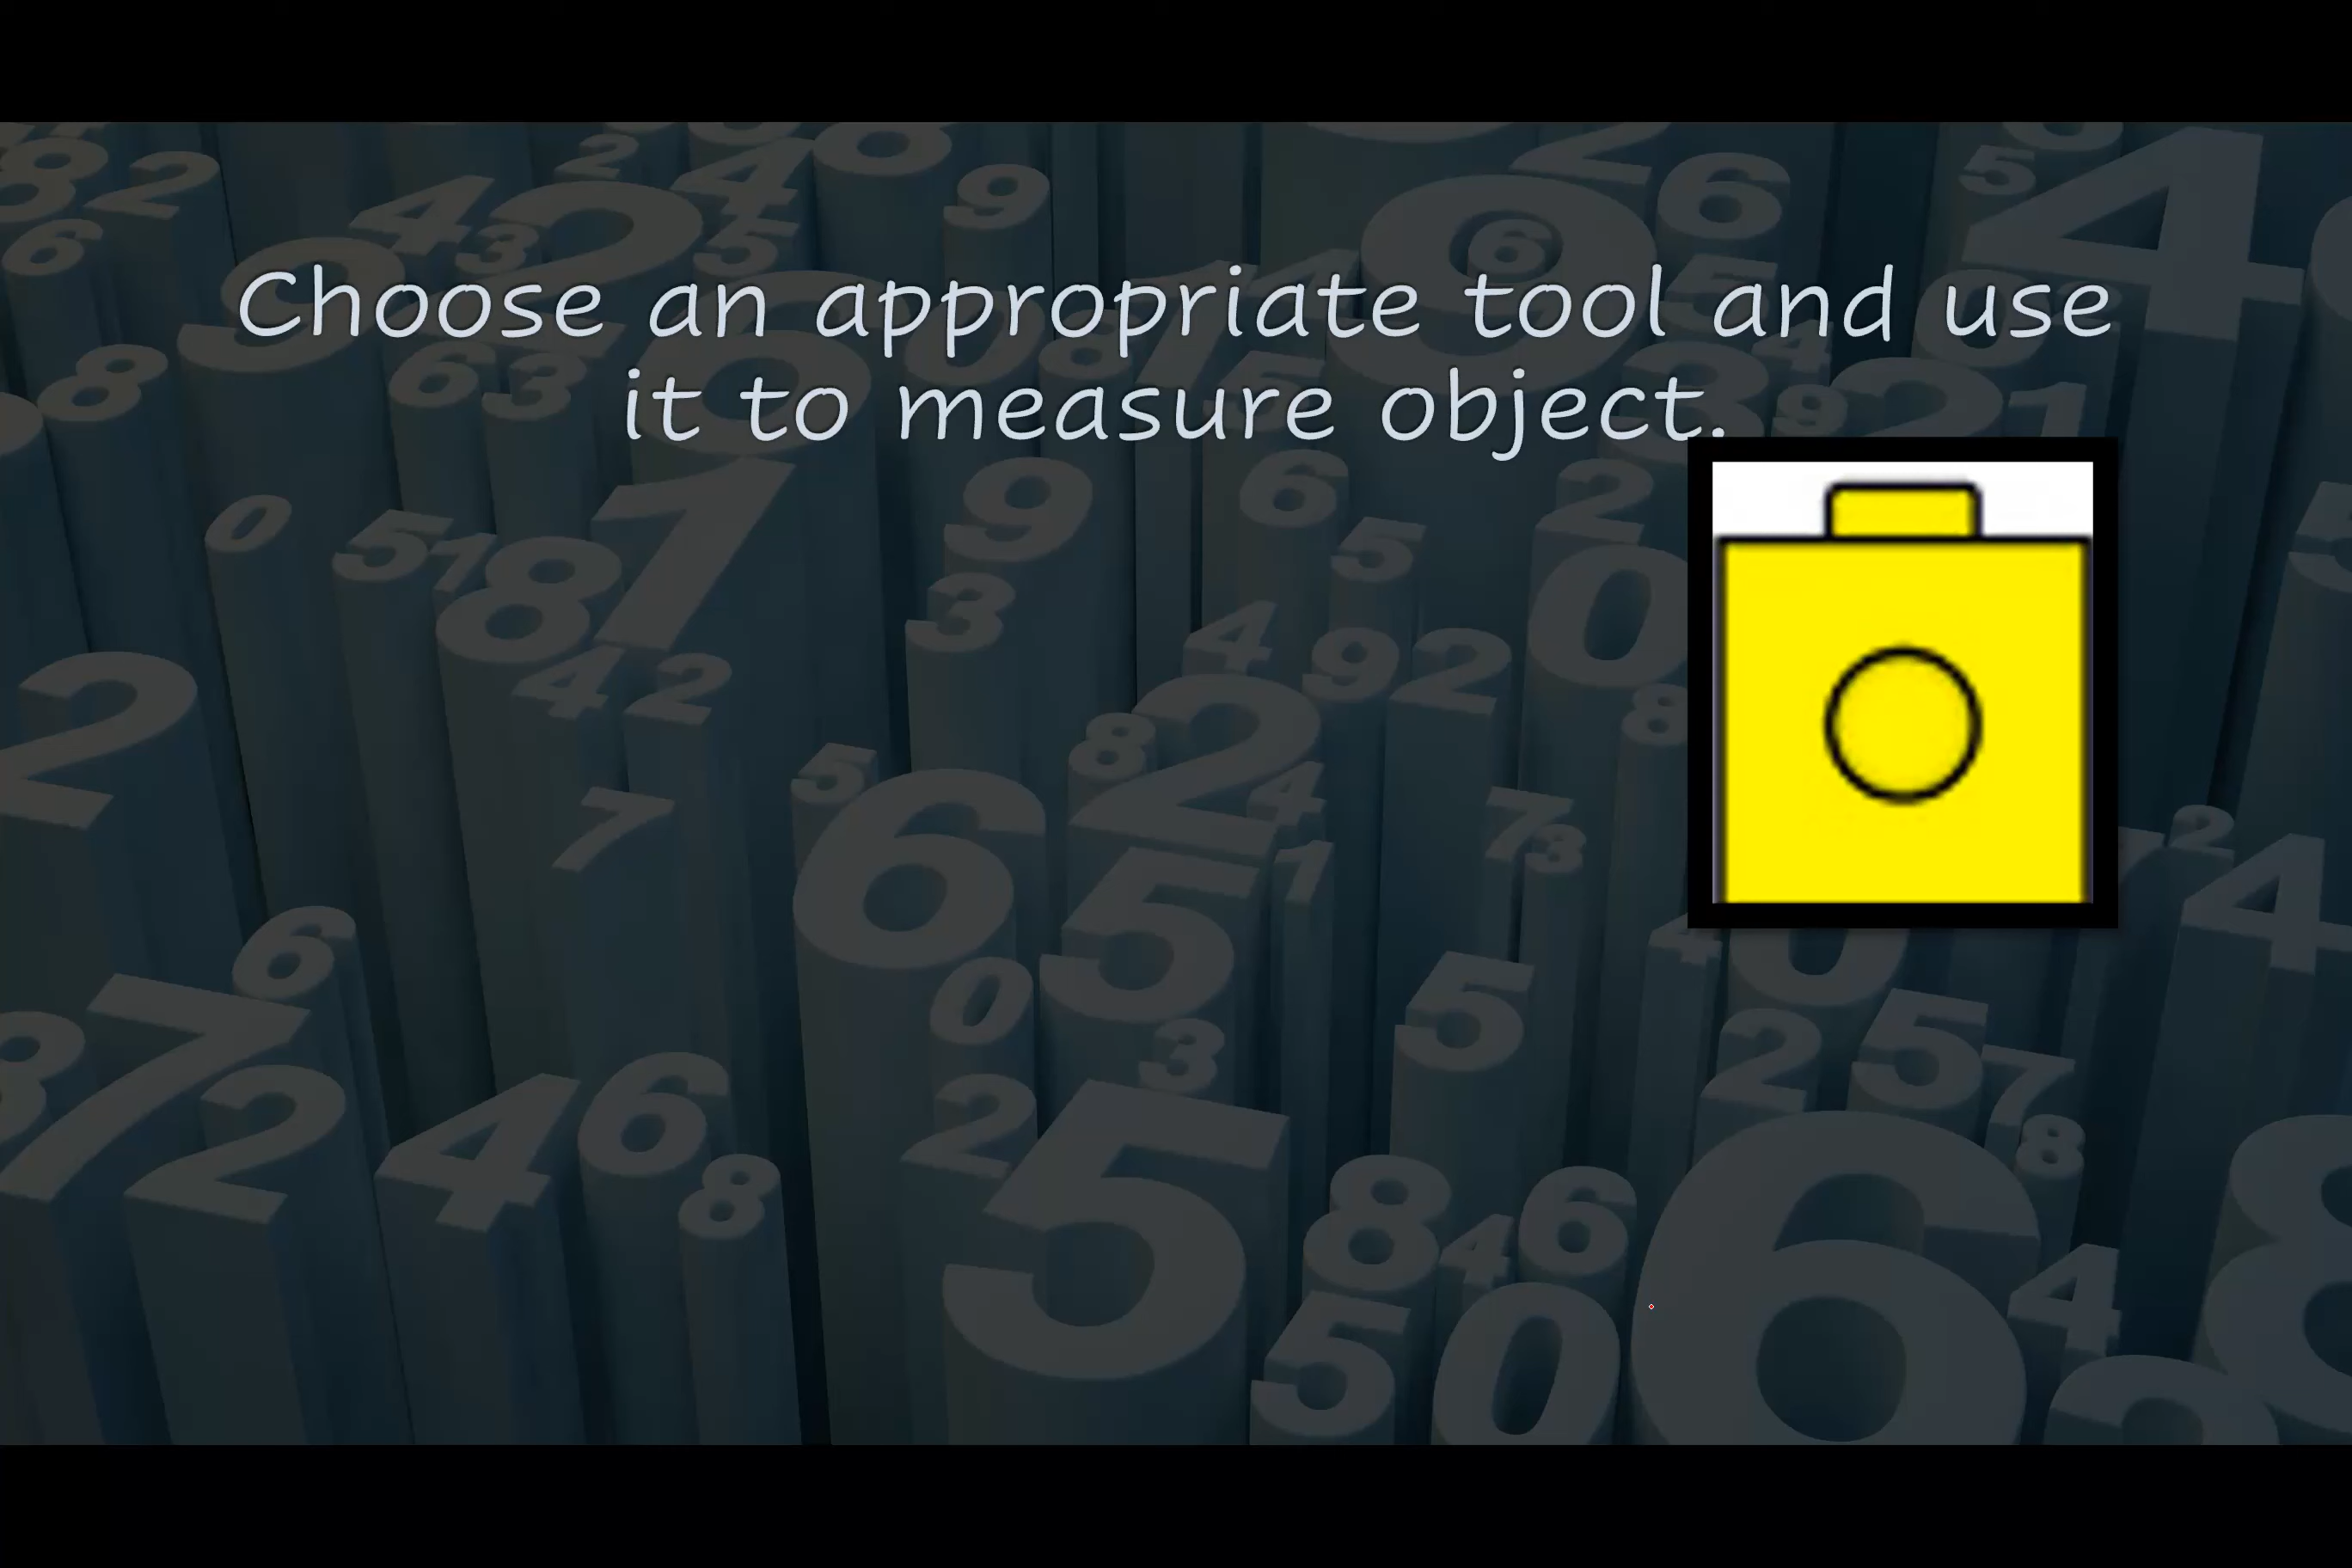 Choose an appropriate tool and use
it to measure object.